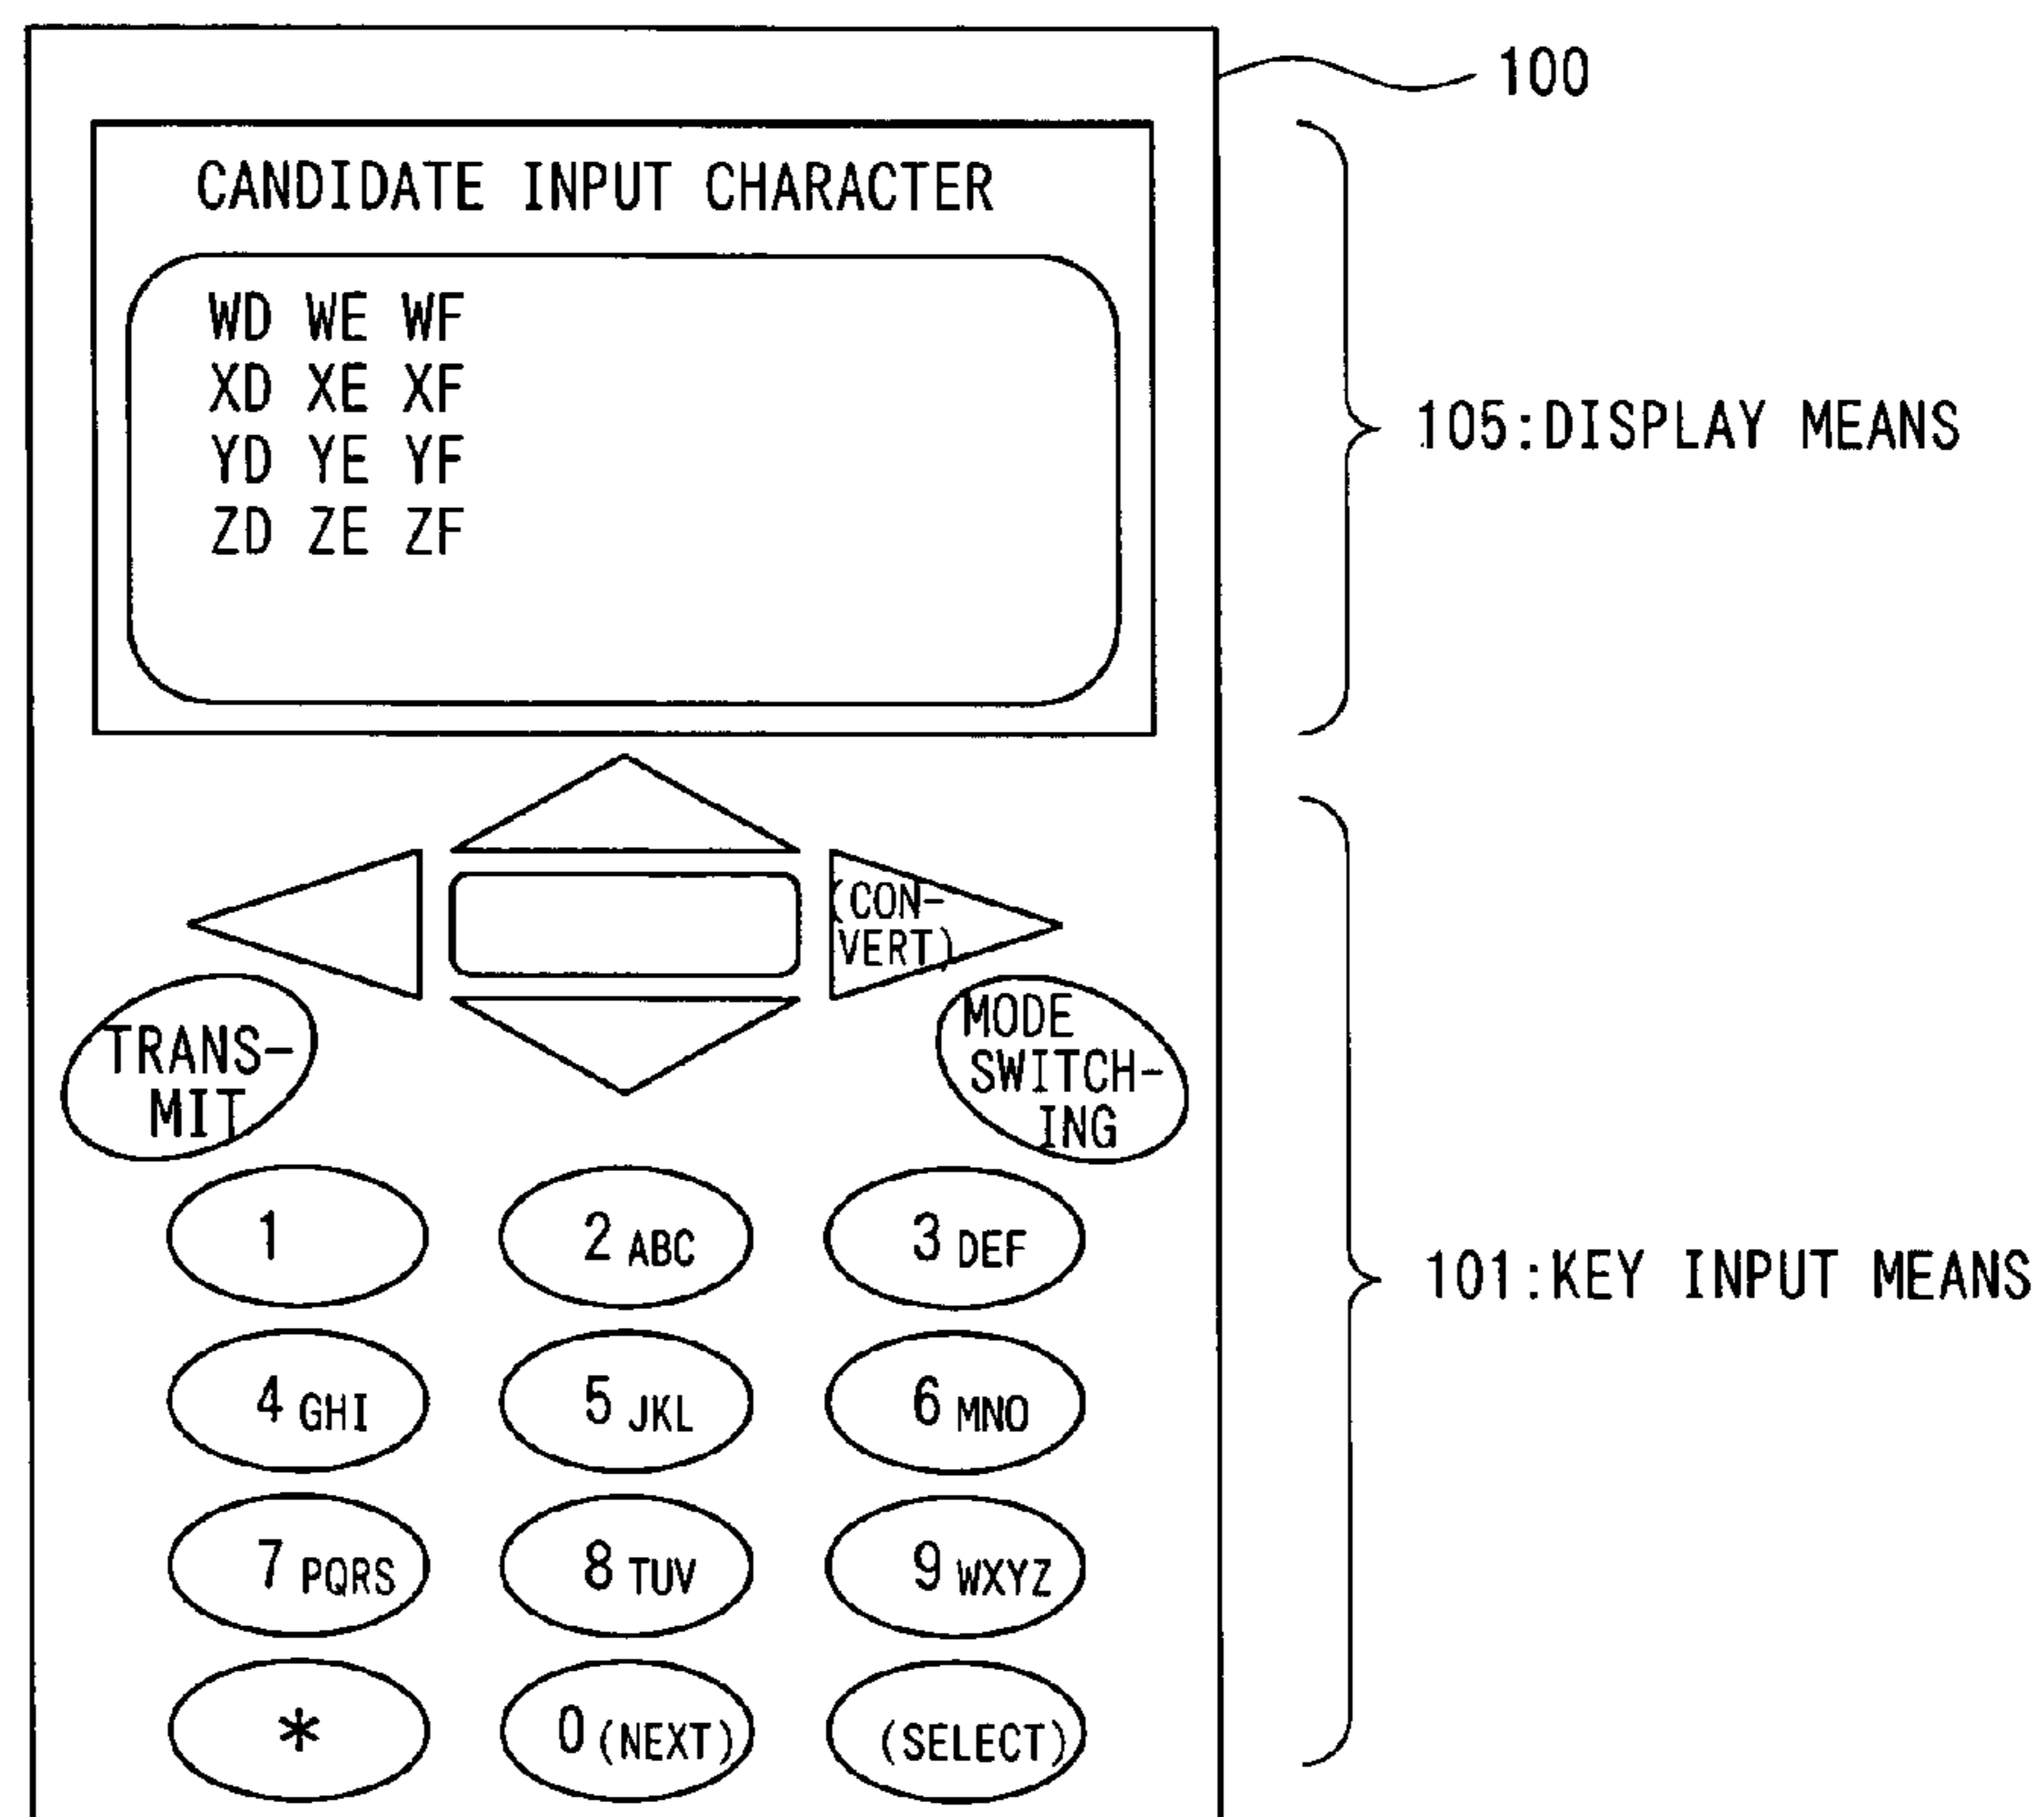 100
CANDIDATE INPUT CHARACTER
WD WE WF
XD XE XF
YD YE YF
ZD ZE ZF
105:DISPLAY MEANS
(CON-
VERT)
TRANS-
MIT
MODE
SWITCH-
ING
1
2 ABC
3 DEF
101:KEY INPUT MEANS
4 GHI
5 JKL
6 MNO
7 PQRS
8 TUV
9 WXYZ
*
0 (NEXT)
(SELECT)